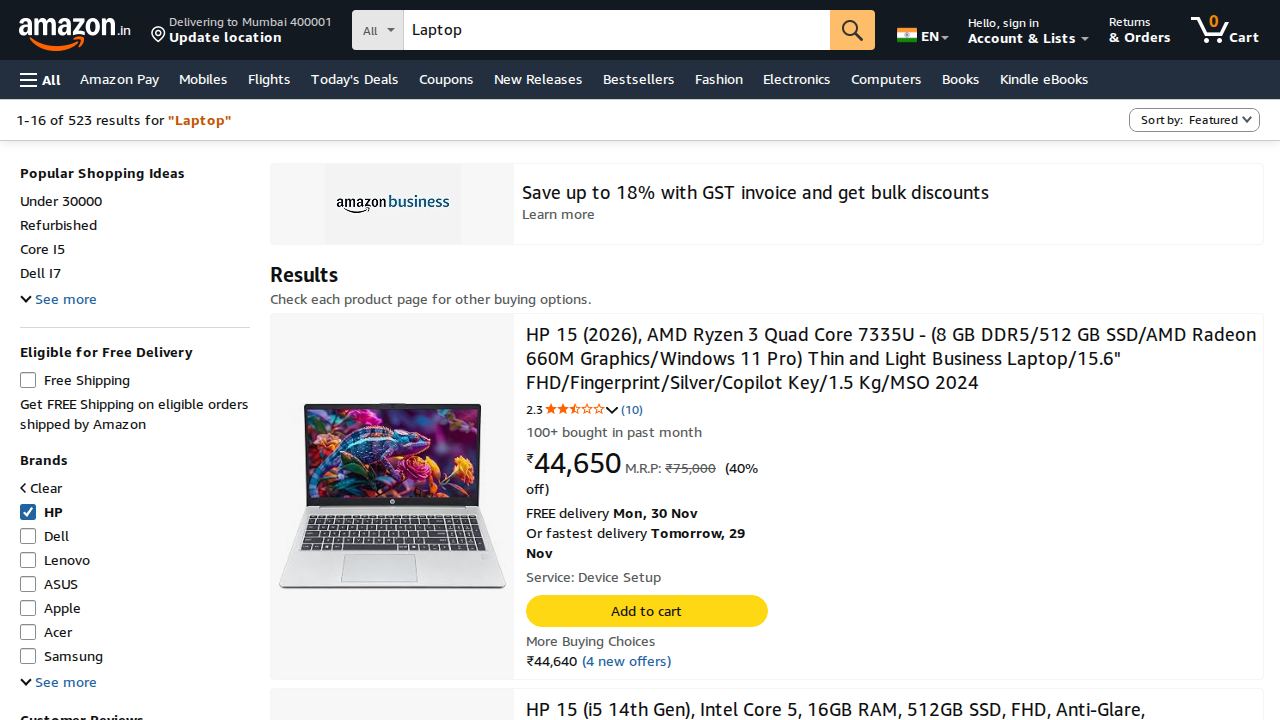 amazon.in
Delivering to Mumbai 400001
Update location
All
Laptop
EN
Hello, sign in
Account & Lists
Returns
& Orders
0
Cart
All
Amazon Pay
Mobiles
Flights
Today's Deals
Coupons
New Releases
Bestsellers
Fashion
Electronics
Computers
Books
Kindle eBooks
1-16 of 523 results for "Laptop"
Sort by: Featured
Popular Shopping Ideas
Under 30000
Refurbished
Core I5
Dell I7
See more
Eligible for Free Delivery
Free Shipping
Get FREE Shipping on eligible orders
shipped by Amazon
Brands
Clear
HP
Dell
Lenovo
ASUS
Apple
Acer
Samsung
See more
Customer Reviews
amazon business
Save up to 18% with GST invoice and get bulk discounts
Learn more
Results
Check each product page for other buying options.
HP 15 (2026), AMD Ryzen 3 Quad Core 7335U - (8 GB DDR5/512 GB SSD/AMD Radeon
660M Graphics/Windows 11 Pro) Thin and Light Business Laptop/15.6"
FHD/Fingerprint/Silver/Copilot Key/1.5 Kg/MSO 2024
2.3 (10)
100+ bought in past month
₹44,650 M.R.P: ₹75,000 (40%
off)
FREE delivery Mon, 30 Nov
Or fastest delivery Tomorrow, 29
Nov
Service: Device Setup
Add to cart
More Buying Choices
₹44,640 (4 new offers)
HP 15 (i5 14th Gen), Intel Core 5, 16GB RAM, 512GB SSD, FHD, Anti-Glare,